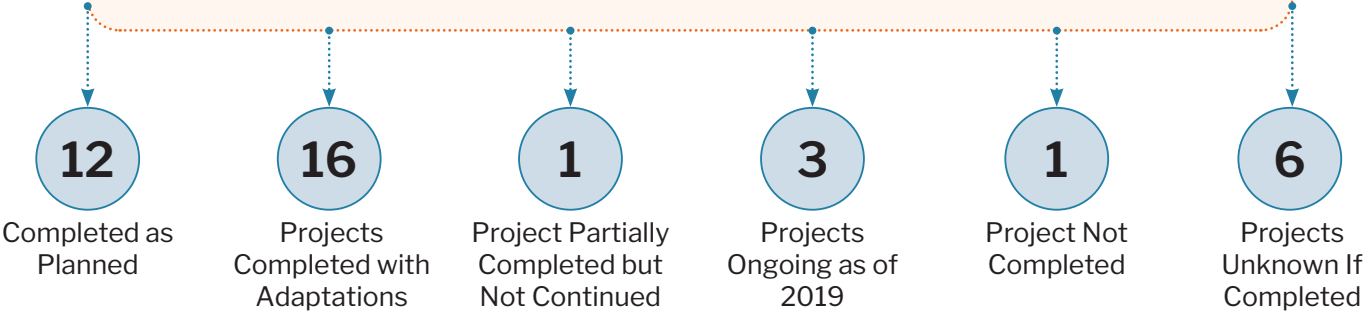 12
Completed as
Planned
16
Projects
Completed with
Adaptations
1
Project Partially
Completed but
Not Continued
3
Projects
Ongoing as of
2019
1
Project Not
Completed
6
Projects
Unknown If
Completed